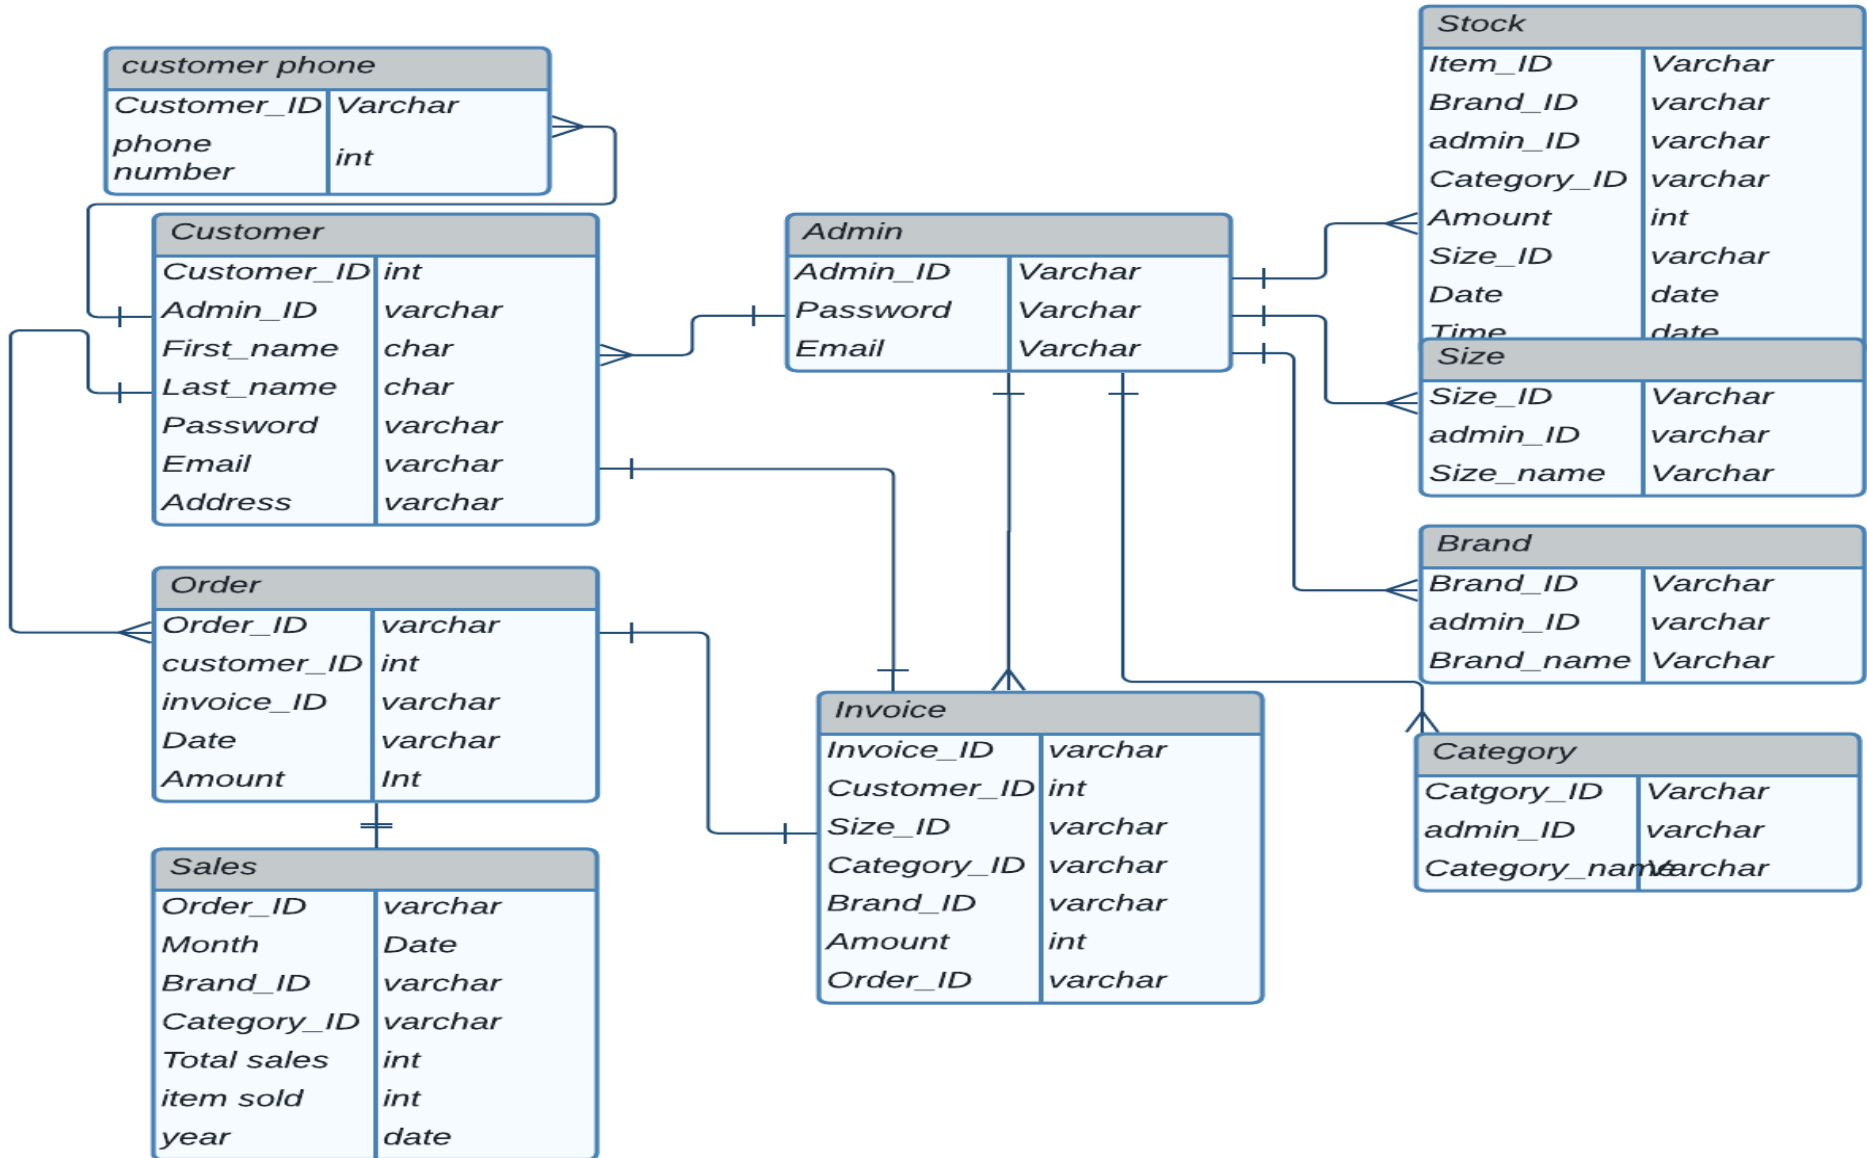 customer phone
Customer_ID Varchar
phone
number int
Customer
Customer_ID int
Admin_ID varchar
First_name char
Last_name char
Password varchar
Email varchar
Address varchar
Order
Order_ID varchar
customer_ID int
invoice_ID varchar
Date varchar
Amount Int
Sales
Order_ID varchar
Month Date
Brand_ID varchar
Category_ID varchar
Total sales int
item sold int
year date
Admin
Admin_ID Varchar
Password Varchar
Email Varchar
Invoice
Invoice_ID varchar
Customer_ID int
Size_ID varchar
Category_ID varchar
Brand_ID varchar
Amount int
Order_ID varchar
Stock
Item_ID Varchar
Brand_ID varchar
admin_ID varchar
Category_ID varchar
Amount int
Size_ID varchar
Date date
Time date
Size
Size_ID Varchar
admin_ID varchar
Size_name Varchar
Brand
Brand_ID Varchar
admin_ID varchar
Brand_name Varchar
Category
Catgory_ID Varchar
admin_ID varchar
Category_name Varchar